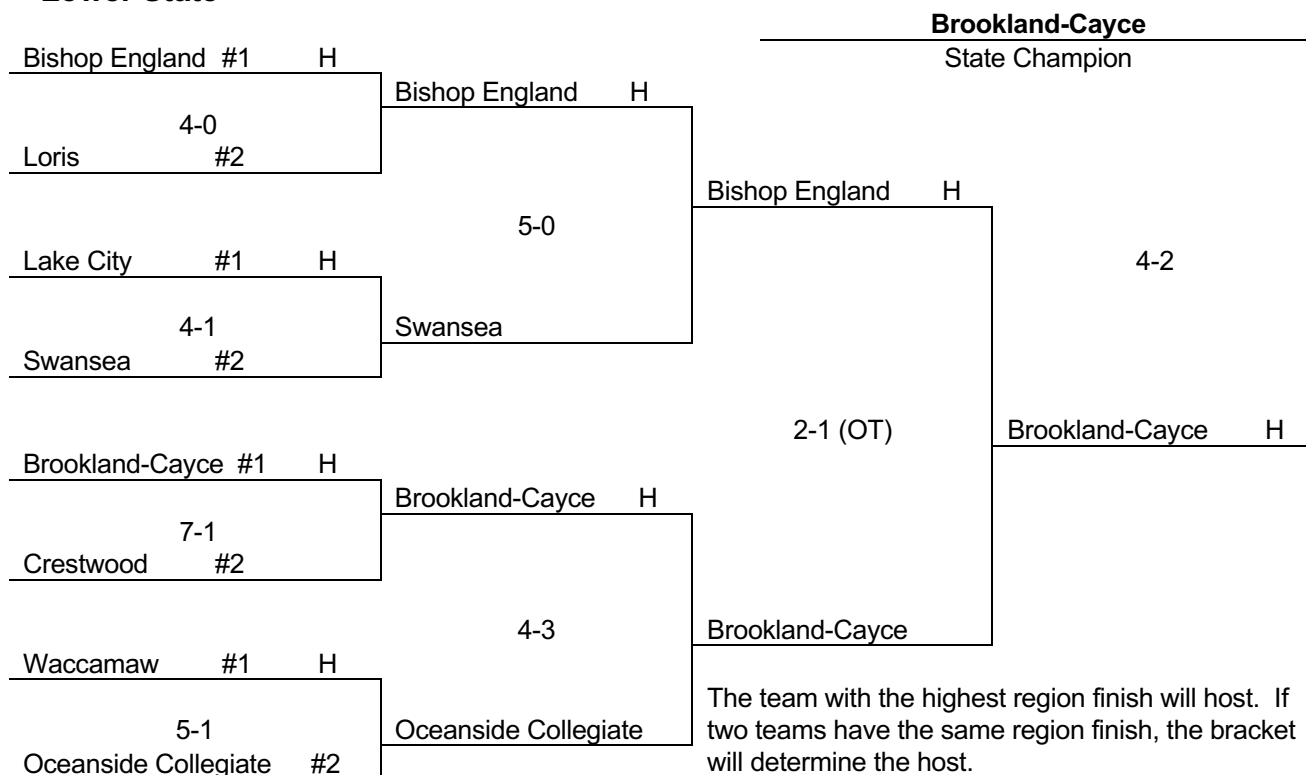 Brookland-Cayce
State Champion
Bishop England #1 H
Bishop England H
4-0
Loris #2
Bishop England H
5-0
Lake City #1 H
4-2
4-1
Swansea
Swansea #2
2-1 (OT)
Brookland-Cayce H
Brookland-Cayce #1 H
Brookland-Cayce H
7-1
Crestwood #2
4-3
Brookland-Cayce
Waccamaw #1 H
The team with the highest region finish will host. If
5-1
Oceanside Collegiate
two teams have the same region finish, the bracket
Oceanside Collegiate #2
will determine the host.